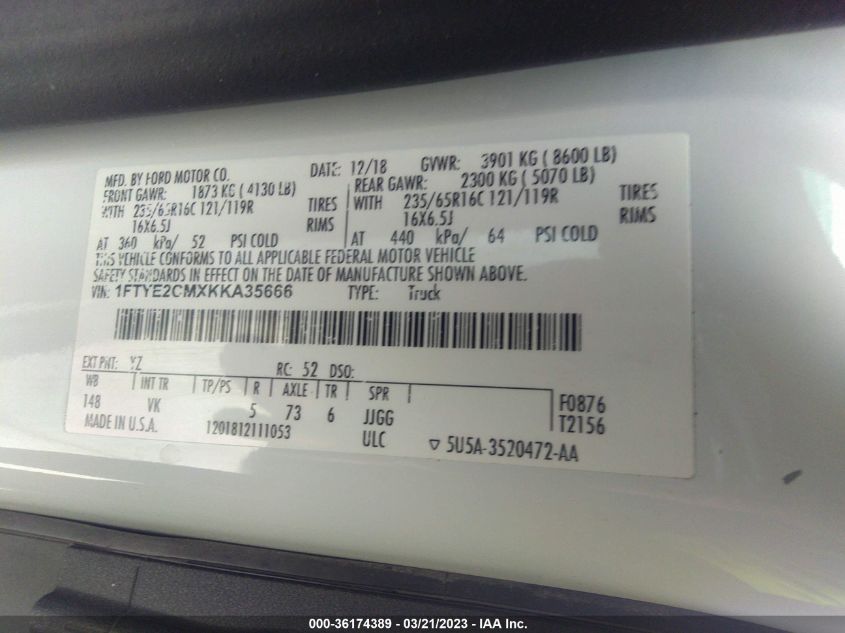 MFD. BY FORD MOTOR CO. DATE: 12/18 GVWR: 3901 KG ( 8600 LB)
FRONT GAWR: 1873 KG ( 4130 LB) REAR GAWR: 2300 KG ( 5070 LB)
WITH 235/65R16C 121/119R TIRES WITH 235/65R16C 121/119R TIRES
16X6.5J RIMS 16X6.5J RIMS
AT 360 kPa/ 52 PSI COLD AT 440 kPa/ 64 PSI COLD
THIS VEHICLE CONFORMS TO ALL APPLICABLE FEDERAL MOTOR VEHICLE
SAFETY STANDARDS IN EFFECT ON THE DATE OF MANUFACTURE SHOWN ABOVE.
VIN: 1FTYE2CMXKKA35666 TYPE: Truck
EXT PNT: YZ RC: 52 DSO:
WB INT TR TP/PS R AXLE TR SPR
148 VK 5 73 6 JJGG F0876
MADE IN U.S.A. 1201812111053 ULC T2156
5U5A-3520472-AA
000-36174389 - 03/21/2023 - IAA Inc.